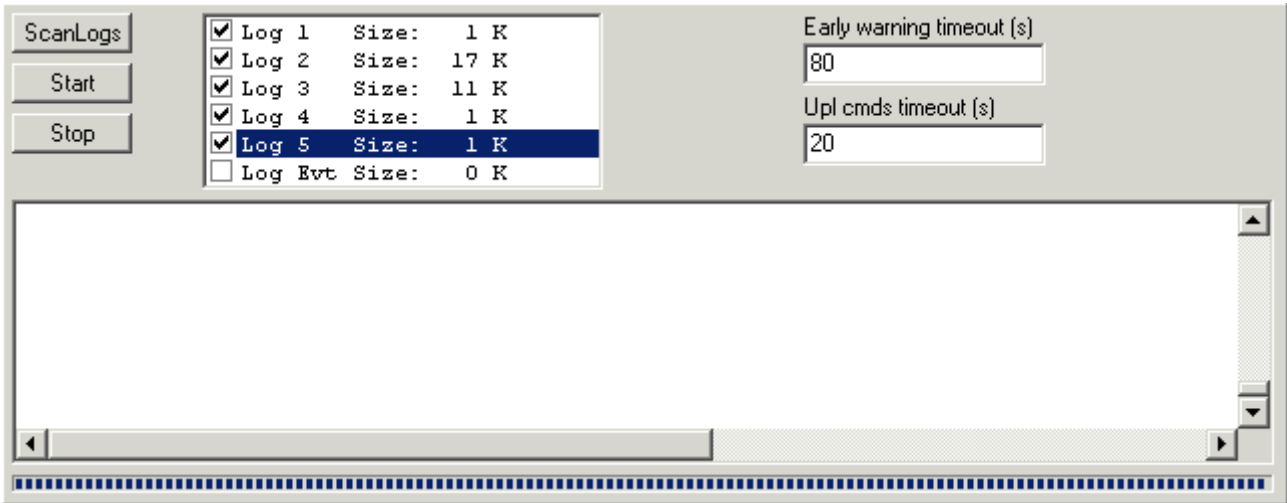 ScanLogs
Start
Stop
Log 1 Size: 1 K
Log 2 Size: 17 K
Log 3 Size: 11 K
Log 4 Size: 1 K
Log 5 Size: 1 K
Log Evt Size: 0 K
Early warning timeout (s)
80
Upl cmds timeout (s)
20